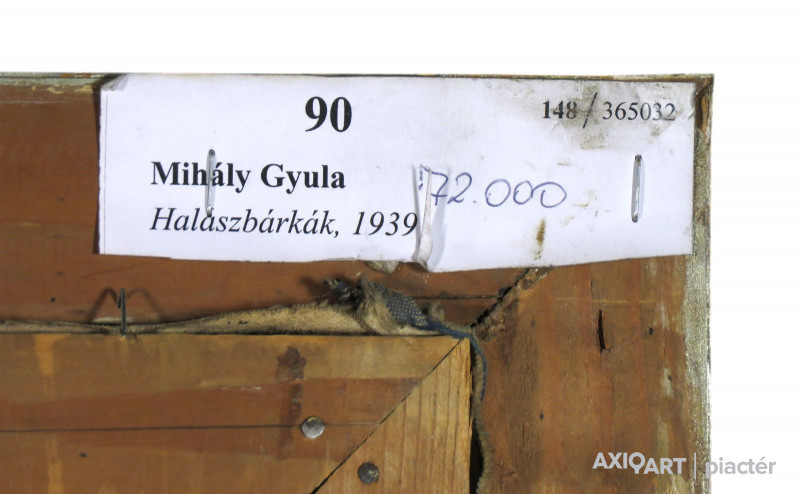 90
148/365032
Mihály Gyula
72.000
Halászbárkák, 1939
AXIOART | piactér